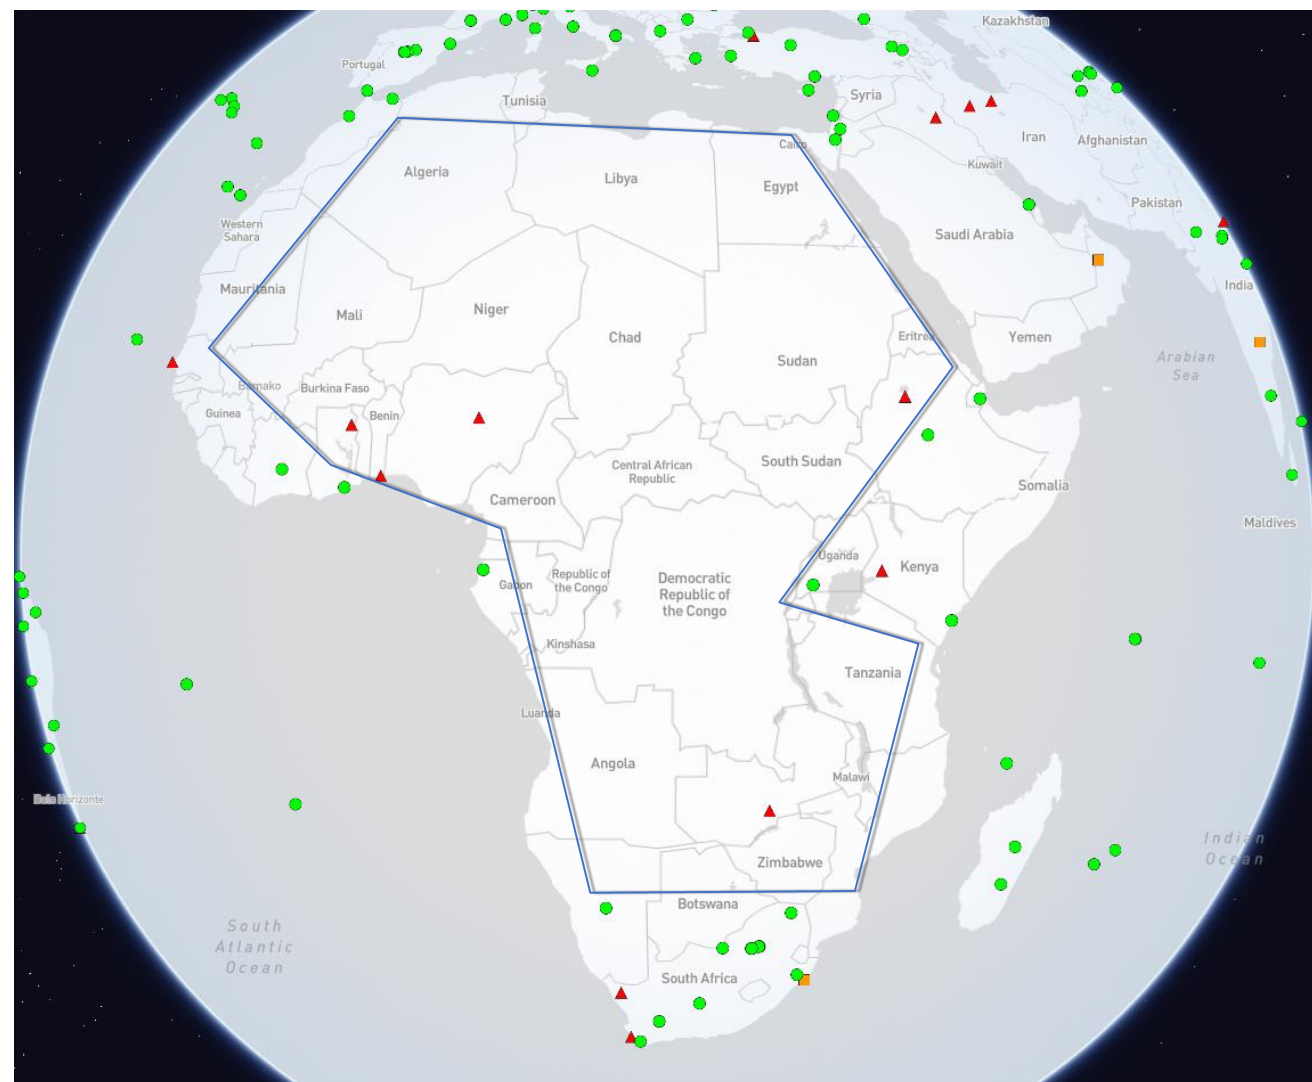 Kazakhstan
Portugal
Tunisia
Syria
Iran
Afghanistan
Cairo
Kuwait
Algeria
Libya
Egypt
Pakistan
Western
Sahara
Saudi Arabia
Mauritania
India
Mali
Niger
Chad
Eritrea
Yemen
Sudan
Arabian
Sea
Bamako
Burkina Faso
Guinea
Benin
Central African
Republic
South Sudan
Cameroon
Somalia
Maldives
Uganda
Kenya
Gabon
Republic of
the Congo
Democratic
Republic of
the Congo
Kinshasa
Tanzania
Luanda
Angola
Malawi
Belo Horizonte
Indian
Ocean
Zimbabwe
Botswana
South
Atlantic
Ocean
South Africa